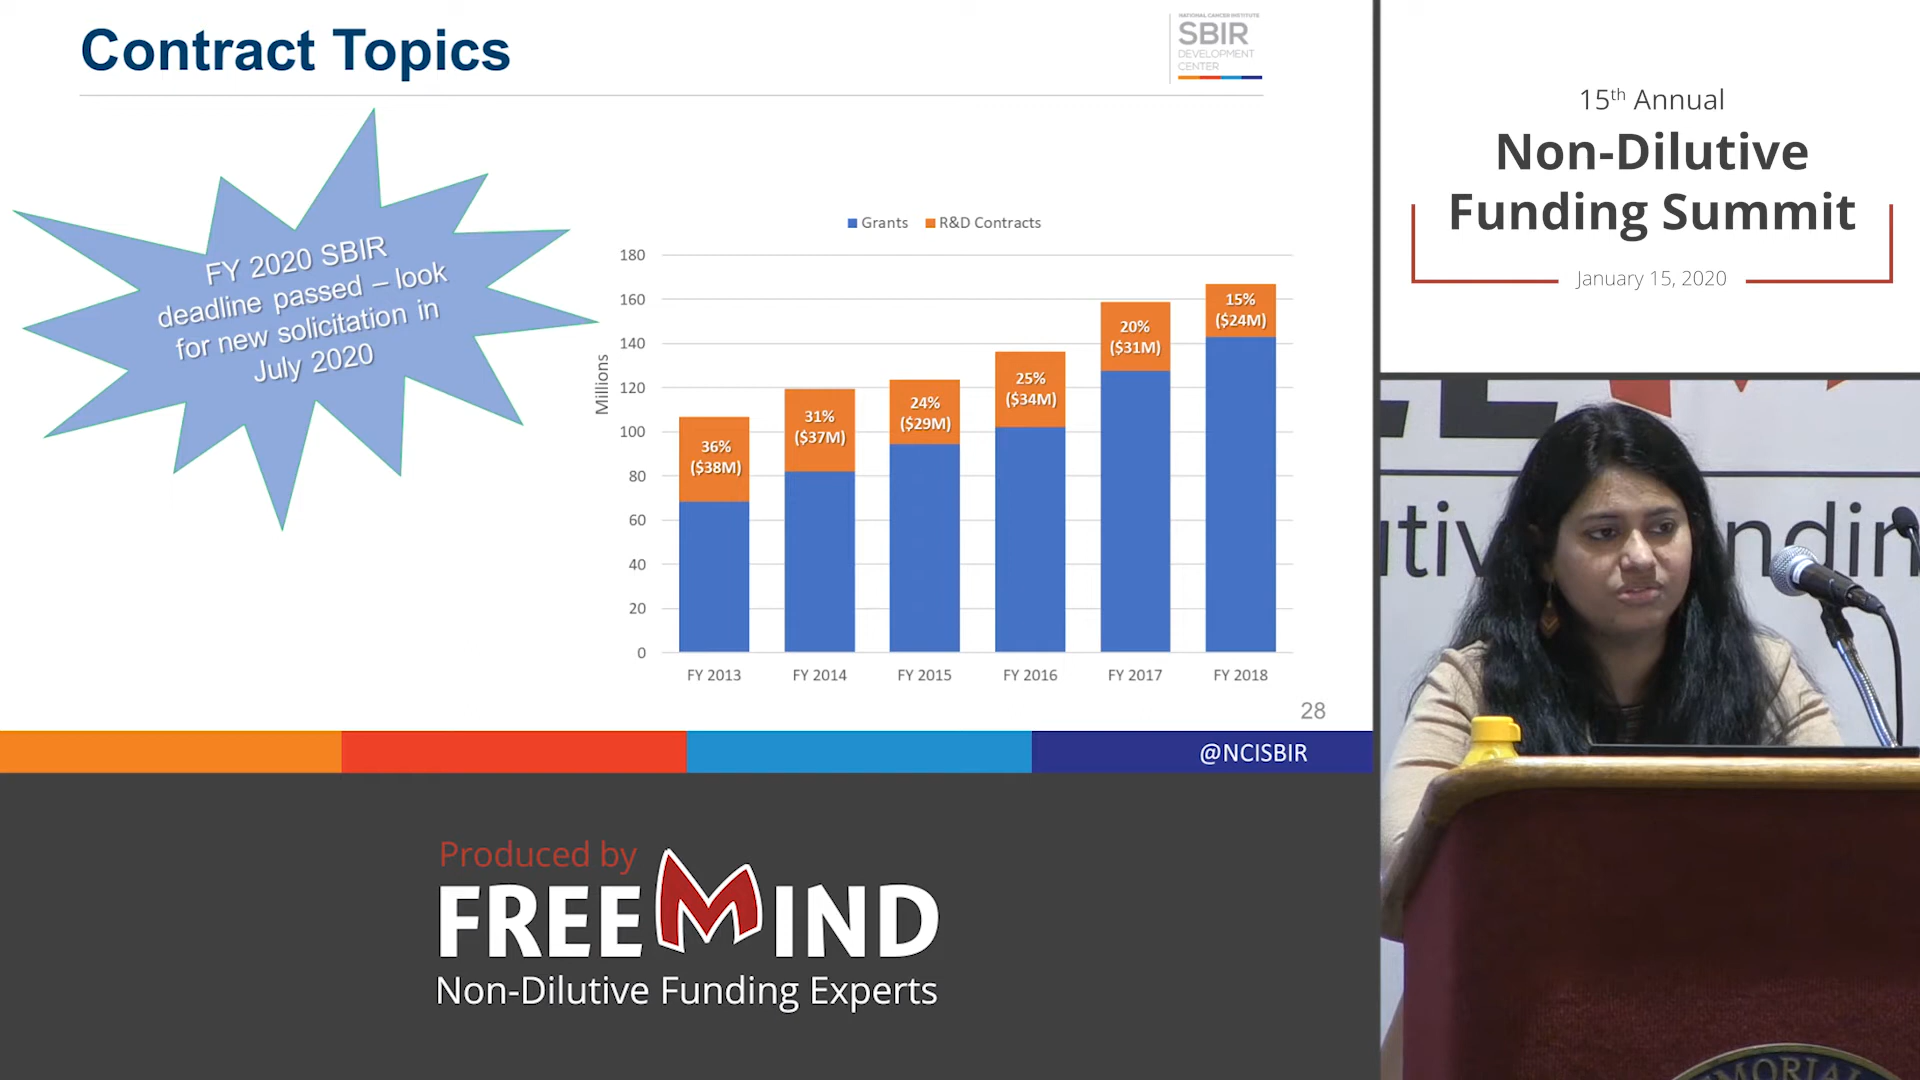 Contract Topics
NATIONAL CANCER INSTITUTE
SBIR
DEVELOPMENT
CENTER
FY 2020 SBIR
deadline passed – look
for new solicitation in
July 2020
Grants R&D Contracts
Millions
180
160
140
120
100
80
60
40
20
0
36%
($38M)
31%
($37M)
24%
($29M)
25%
($34M)
20%
($31M)
15%
($24M)
FY 2013 FY 2014 FY 2015 FY 2016 FY 2017 FY 2018
28
@NCISBIR
Produced by
FREEMIND
Non-Dilutive Funding Experts
15th Annual
Non-Dilutive
Funding Summit
January 15, 2020